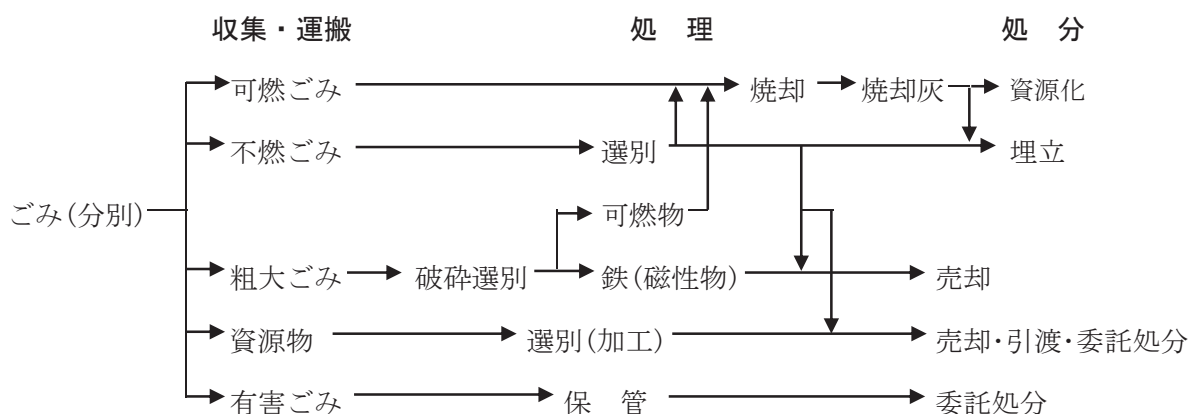 収集・運搬 処 理 処 分
可燃ごみ 焼却 焼却灰 資源化
不燃ごみ 選別 埋立
ごみ(分別) 可燃物
粗大ごみ 破砕選別 鉄(磁性物) 売却
資源物 選別(加工) 売却・引渡・委託処分
有害ごみ 保 管 委託処分